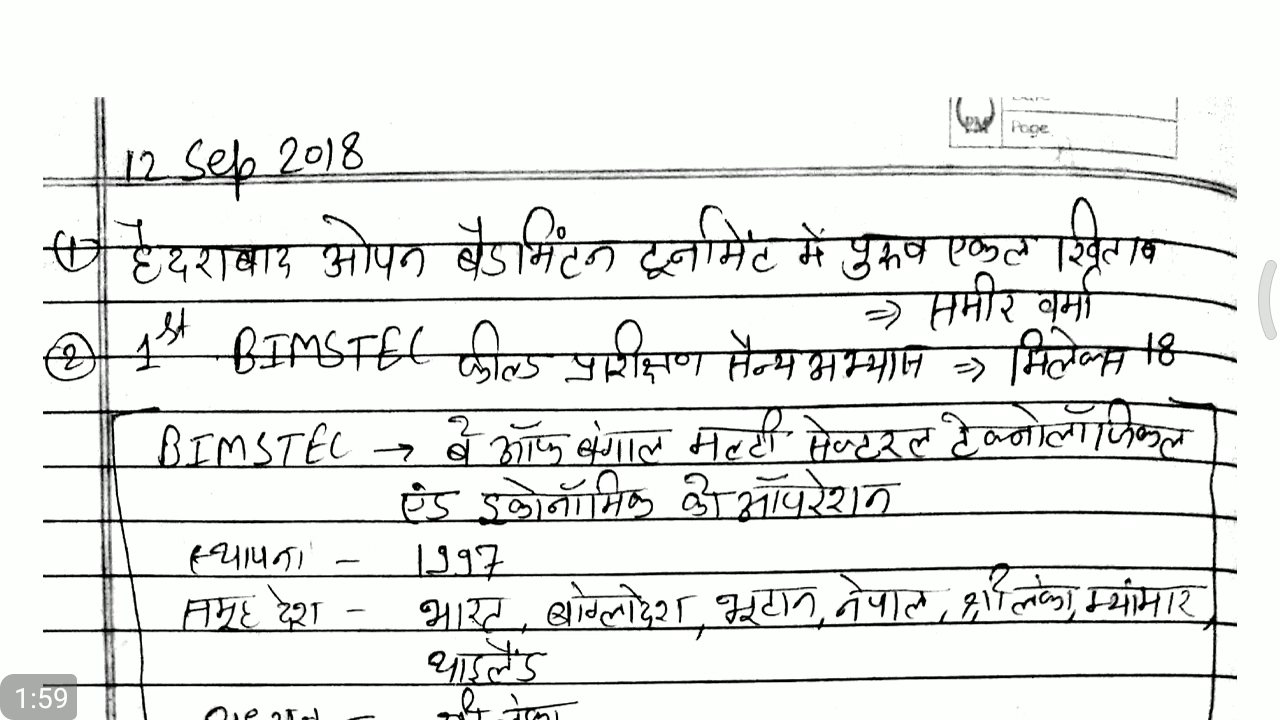 Page
12 Sep 2018
① हैदराबाद ओपन बैडमिंटन टूर्नामेंट में पुरुष एकल खिताब
⇒ समीर वर्मा
② 1st BIMSTEC फील्ड प्रशिक्षण सैन्य अभ्यास ⇒ मिलेक्स 18
BIMSTEC → बे ऑफ बंगाल मल्टी सेक्टरल टेक्नोलॉजिकल
एंड इकोनॉमिक को ऑपरेशन
स्थापना - 1997
समूह देश - भारत, बांग्लादेश, भूटान, नेपाल, श्रीलंका, म्यांमार,
थाईलैंड
1:59